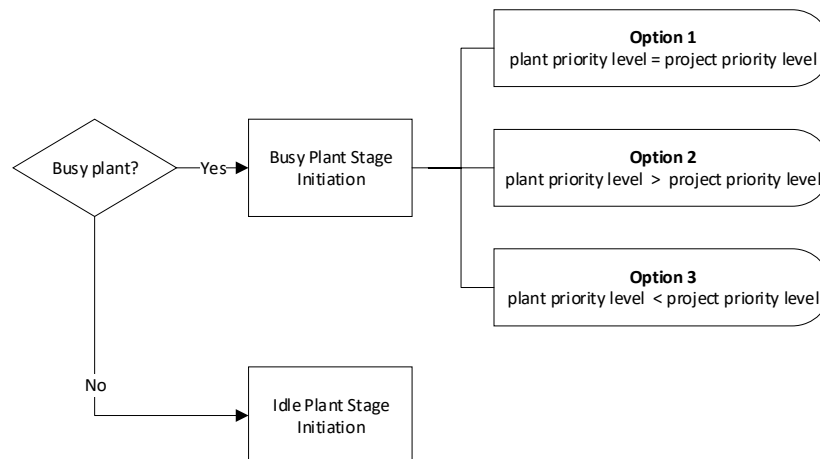 Option 1
plant priority level = project priority level
Busy plant?
Yes
Busy Plant Stage
Initiation
Option 2
plant priority level > project priority level
Option 3
plant priority level < project priority level
No
Idle Plant Stage
Initiation